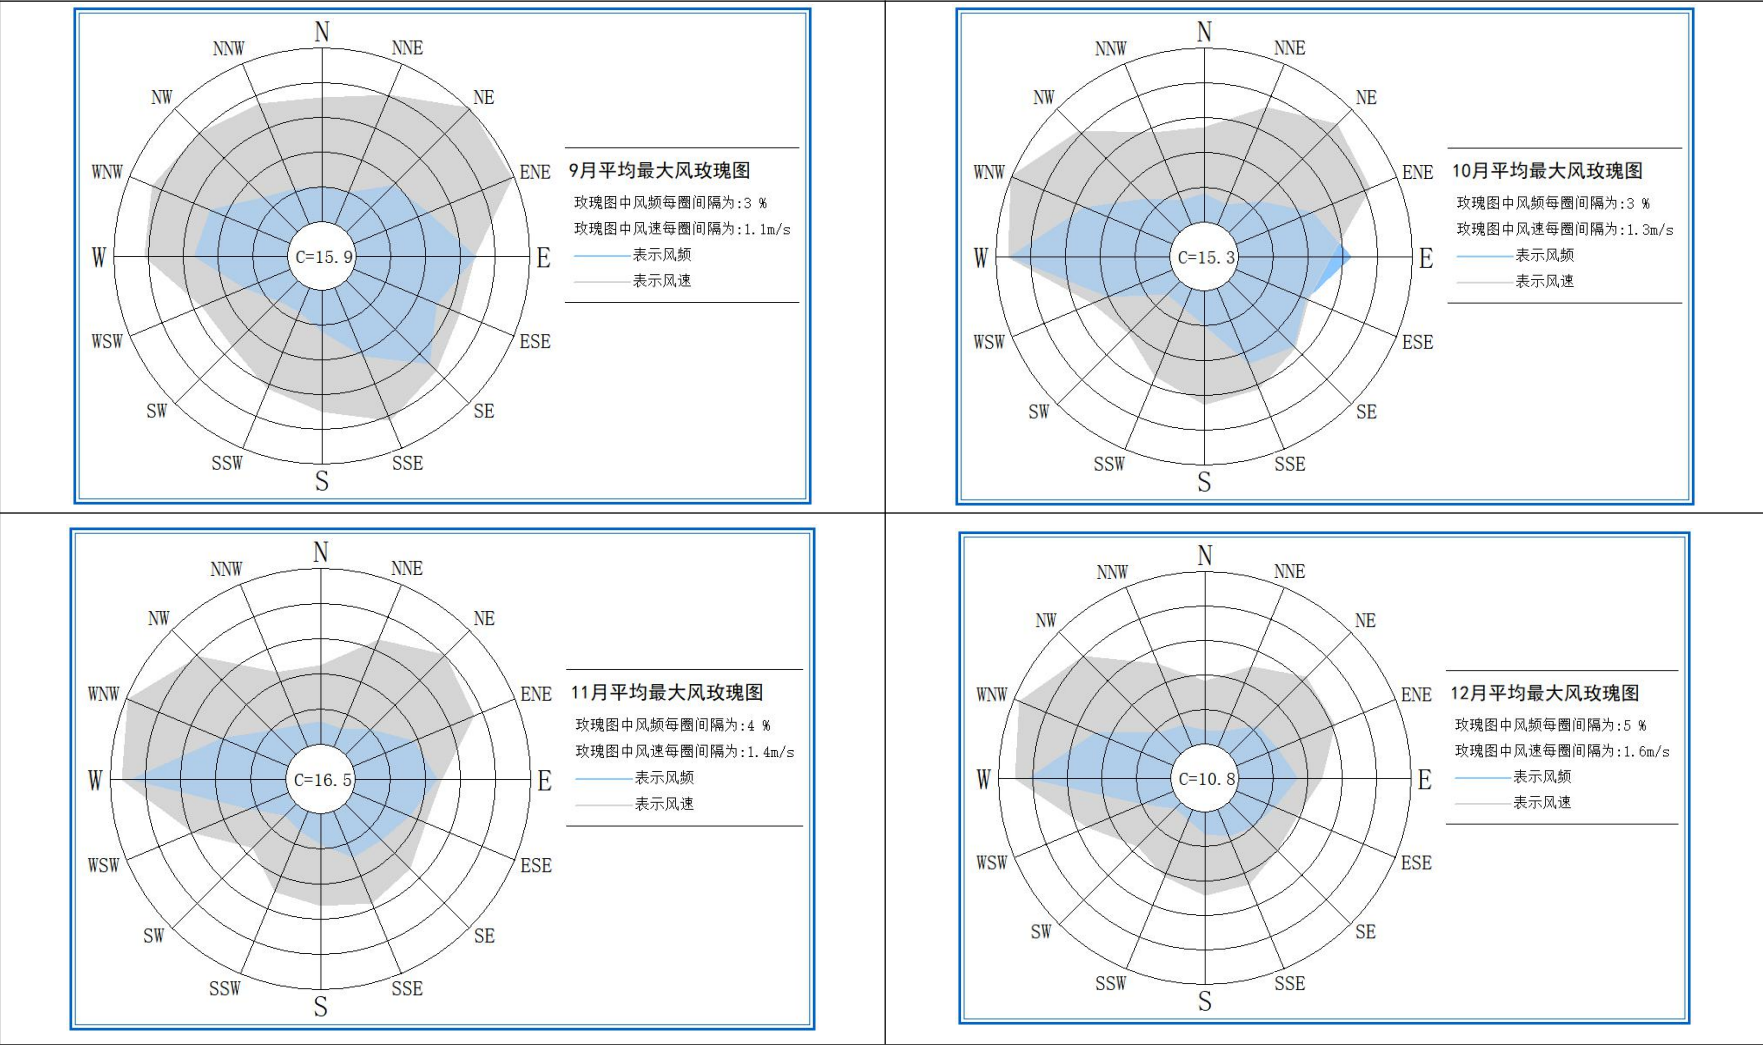 N
NNW
NNE
NW
NE
WNW
ENE
W
C=15.9
E
WSW
ESE
SW
SE
SSW
SSE
S
9月平均最大风玫瑰图
玫瑰图中风频每圈间隔为:3 %
玫瑰图中风速每圈间隔为:1.1m/s
表示风频
表示风速
N
NNW
NNE
NW
NE
WNW
ENE
W
C=15.3
E
WSW
ESE
SW
SE
SSW
SSE
S
10月平均最大风玫瑰图
玫瑰图中风频每圈间隔为:3 %
玫瑰图中风速每圈间隔为:1.3m/s
表示风频
表示风速
N
NNW
NNE
NW
NE
WNW
ENE
W
C=16.5
E
WSW
ESE
SW
SE
SSW
SSE
S
11月平均最大风玫瑰图
玫瑰图中风频每圈间隔为:4 %
玫瑰图中风速每圈间隔为:1.4m/s
表示风频
表示风速
N
NNW
NNE
NW
NE
WNW
ENE
W
C=10.8
E
WSW
ESE
SW
SE
SSW
SSE
S
12月平均最大风玫瑰图
玫瑰图中风频每圈间隔为:5 %
玫瑰图中风速每圈间隔为:1.6m/s
表示风频
表示风速